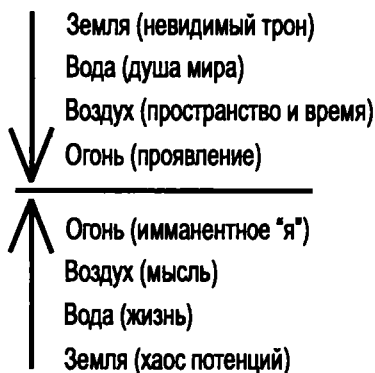 Земля (невидимый трон)
Вода (душа мира)
Воздух (пространство и время)
Огонь (проявление)
Огонь (имманентное "я")
Воздух (мысль)
Вода (жизнь)
Земля (хаос потенций)